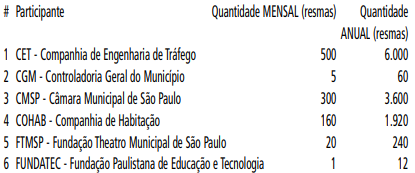 # Participante Quantidade MENSAL (resmas) Quantidade
ANUAL (resmas)
1 CET - Companhia de Engenharia de Tráfego 500 6.000
2 CGM - Controladoria Geral do Município 5 60
3 CMSP - Câmara Municipal de São Paulo 300 3.600
4 COHAB - Companhia de Habitação 160 1.920
5 FTMSP - Fundação Theatro Municipal de São Paulo 20 240
6 FUNDATEC - Fundação Paulistana de Educação e Tecnologia 1 12